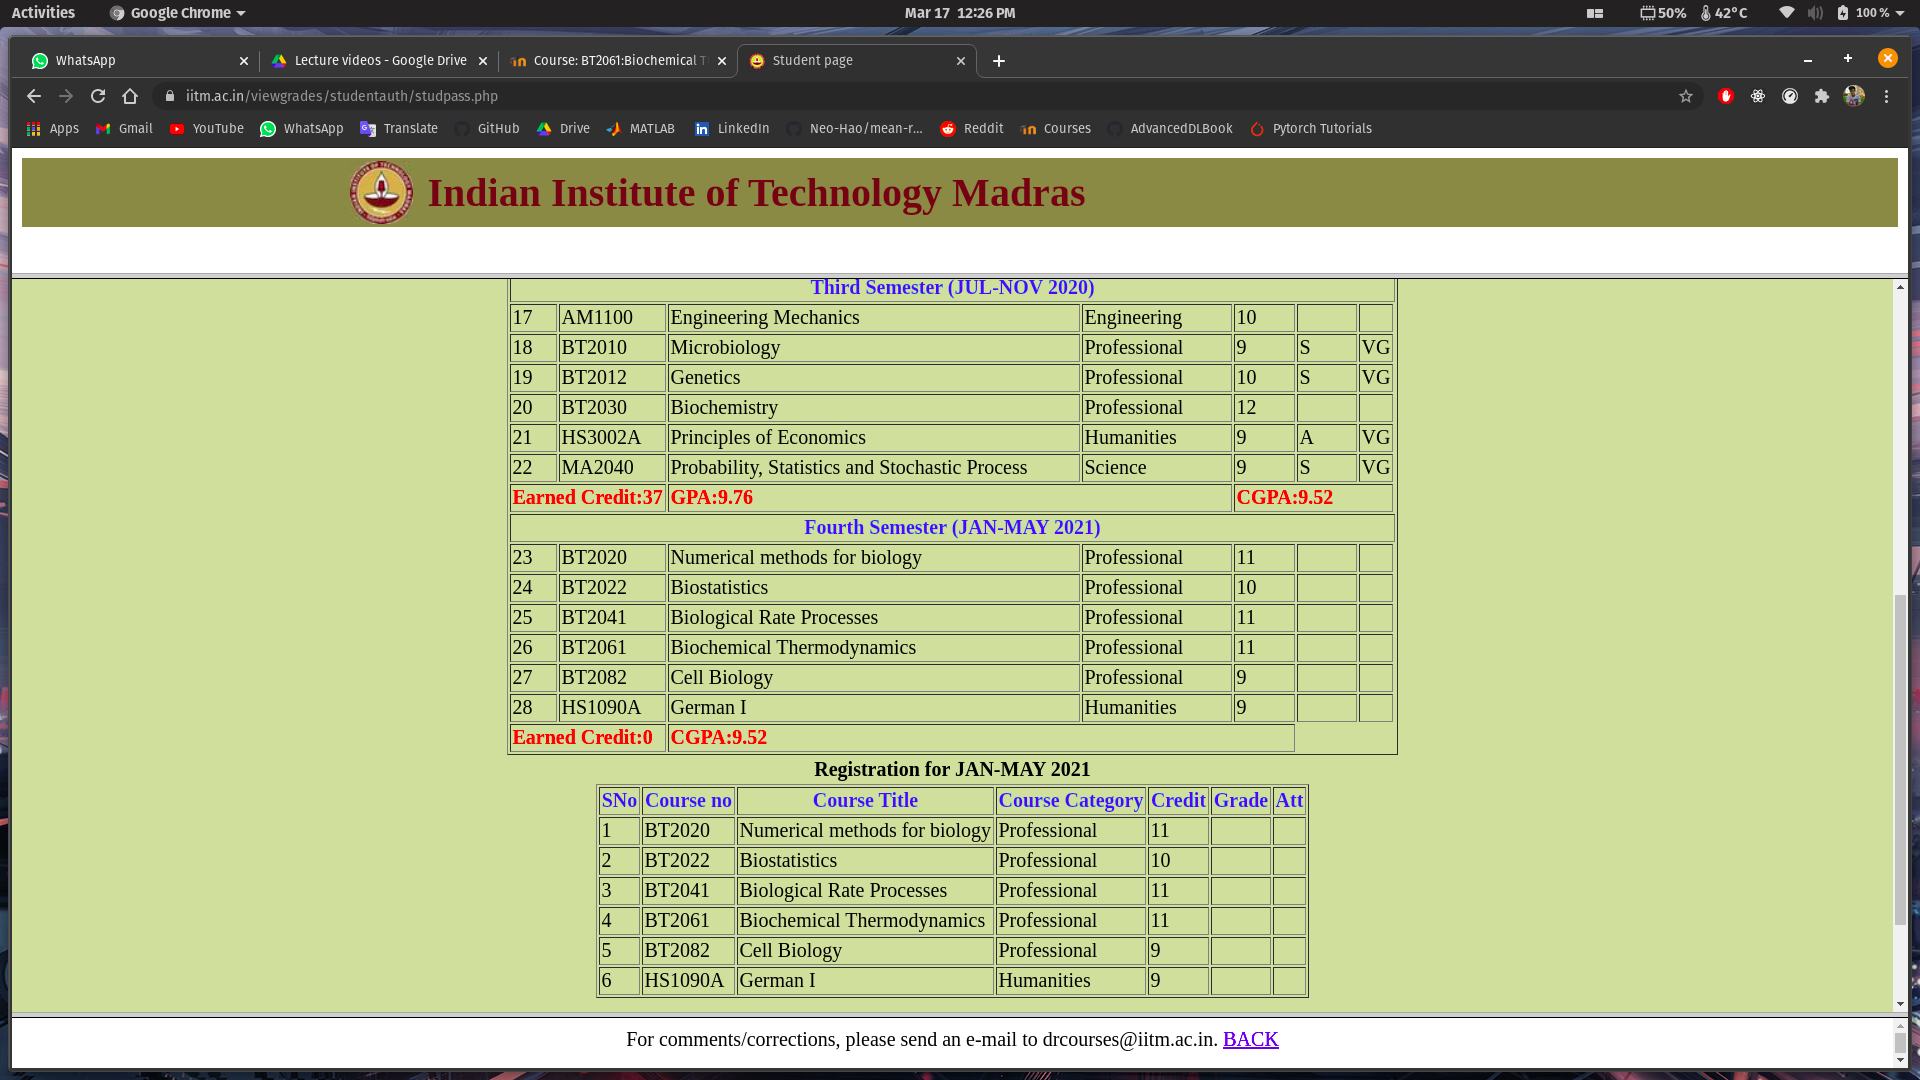 Activities Google Chrome Mar 17 12:26 PM 50% 42°C 100 %
WhatsApp Lecture videos - Google Drive Course: BT2061:Biochemical T Student page
iitm.ac.in/viewgrades/studentauth/studpass.php
Apps Gmail YouTube WhatsApp Translate GitHub Drive MATLAB LinkedIn Neo-Hao/mean-r... Reddit Courses AdvancedDLBook Pytorch Tutorials
Indian Institute of Technology Madras
Third Semester (JUL-NOV 2020)
17 AM1100 Engineering Mechanics Engineering 10
18 BT2010 Microbiology Professional 9 S VG
19 BT2012 Genetics Professional 10 S VG
20 BT2030 Biochemistry Professional 12
21 HS3002A Principles of Economics Humanities 9 A VG
22 MA2040 Probability, Statistics and Stochastic Process Science 9 S VG
Earned Credit:37 GPA:9.76 CGPA:9.52
Fourth Semester (JAN-MAY 2021)
23 BT2020 Numerical methods for biology Professional 11
24 BT2022 Biostatistics Professional 10
25 BT2041 Biological Rate Processes Professional 11
26 BT2061 Biochemical Thermodynamics Professional 11
27 BT2082 Cell Biology Professional 9
28 HS1090A German I Humanities 9
Earned Credit:0 CGPA:9.52
Registration for JAN-MAY 2021
SNo Course no Course Title Course Category Credit Grade Att
1 BT2020 Numerical methods for biology Professional 11
2 BT2022 Biostatistics Professional 10
3 BT2041 Biological Rate Processes Professional 11
4 BT2061 Biochemical Thermodynamics Professional 11
5 BT2082 Cell Biology Professional 9
6 HS1090A German I Humanities 9
For comments/corrections, please send an e-mail to drcourses@iitm.ac.in. BACK